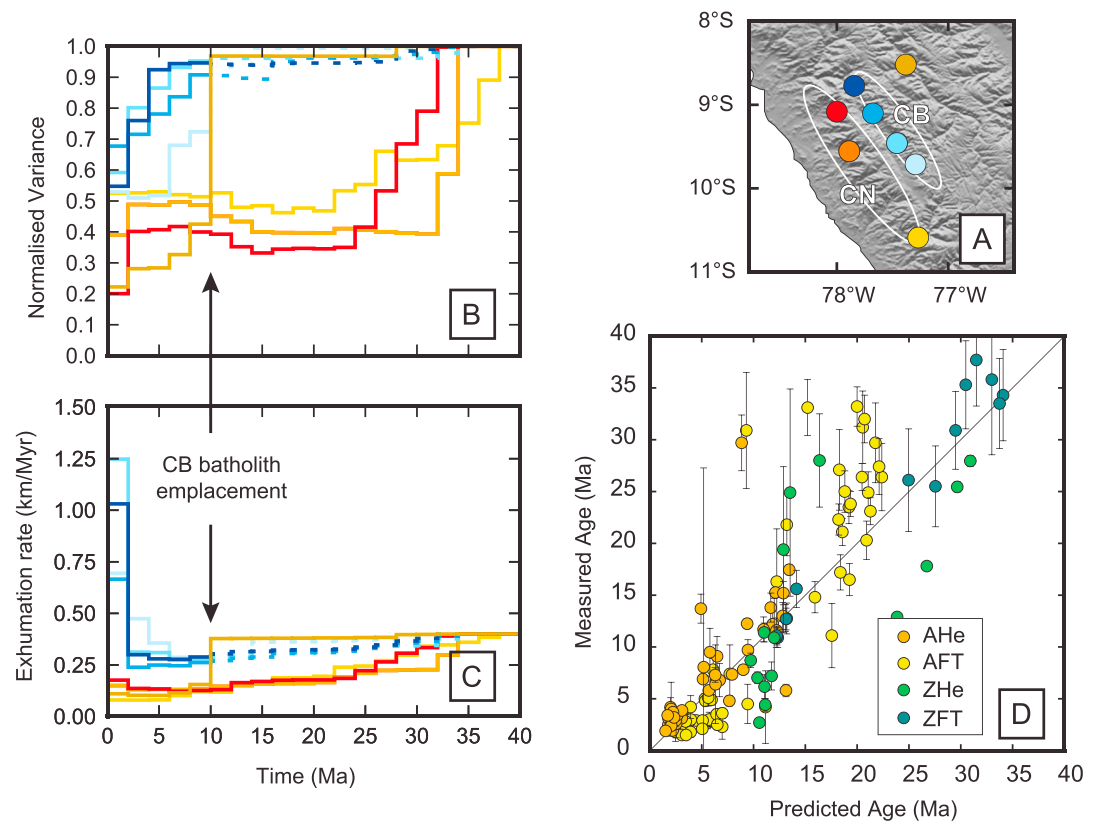 1.0
0.9
0.8
0.7
0.6
0.5
0.4
0.3
0.2
0.1
0.0
Normalised Variance
B
1.50
1.25
1.00
0.75
0.50
0.25
0.00
Exhumation rate (km/Myr)
CB batholith
emplacement
C
0 5 10 15 20 25 30 35 40
Time (Ma)
8°S
9°S
10°S
11°S
CB
CN
A
78°W 77°W
40
35
30
25
20
15
10
5
0
Measured Age (Ma)
AHe
AFT
ZHe
ZFT
D
0 5 10 15 20 25 30 35 40
Predicted Age (Ma)